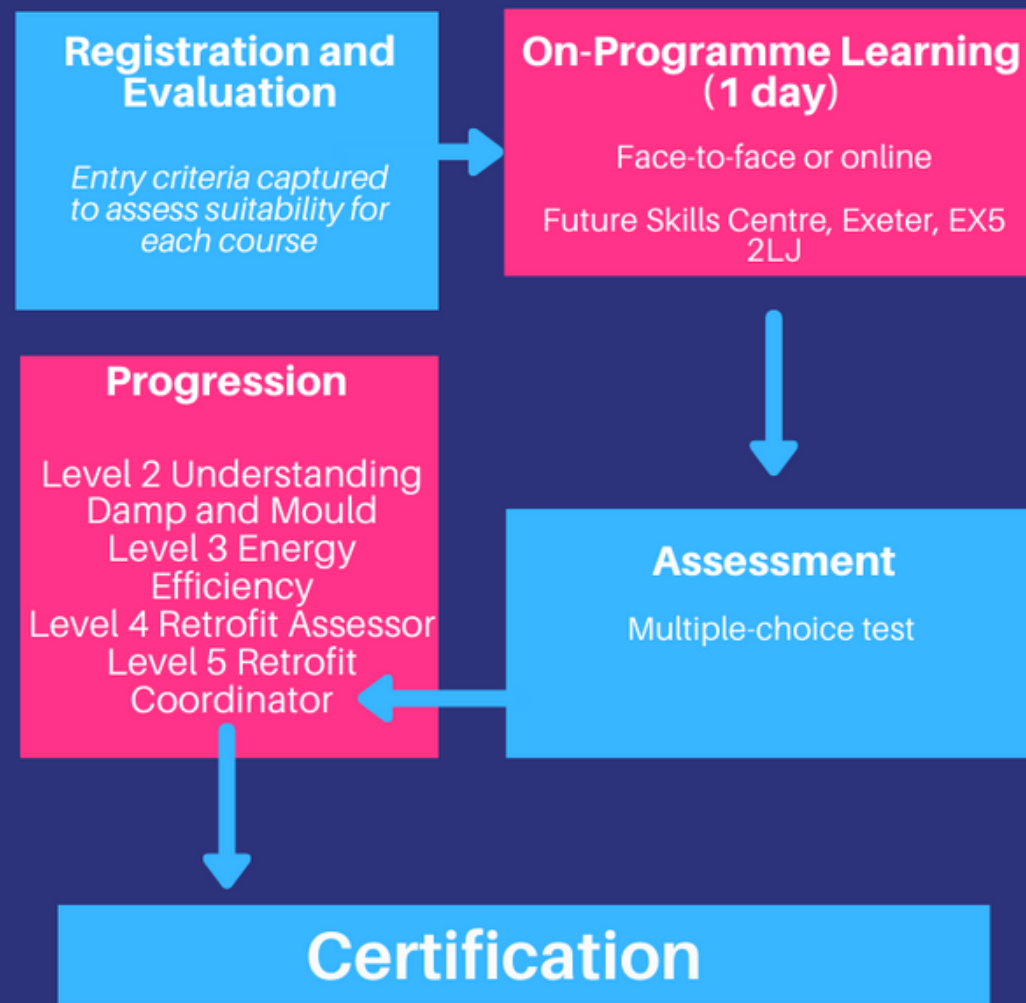 Registration and
Evaluation
Entry criteria captured
to assess suitability for
each course
On-Programme Learning
(1 day)
Face-to-face or online
Future Skills Centre, Exeter, EX5
2LJ
Progression
Level 2 Understanding
Damp and Mould
Level 3 Energy
Efficiency
Level 4 Retrofit Assessor
Level 5 Retrofit
Coordinator
Assessment
Multiple-choice test
Certification